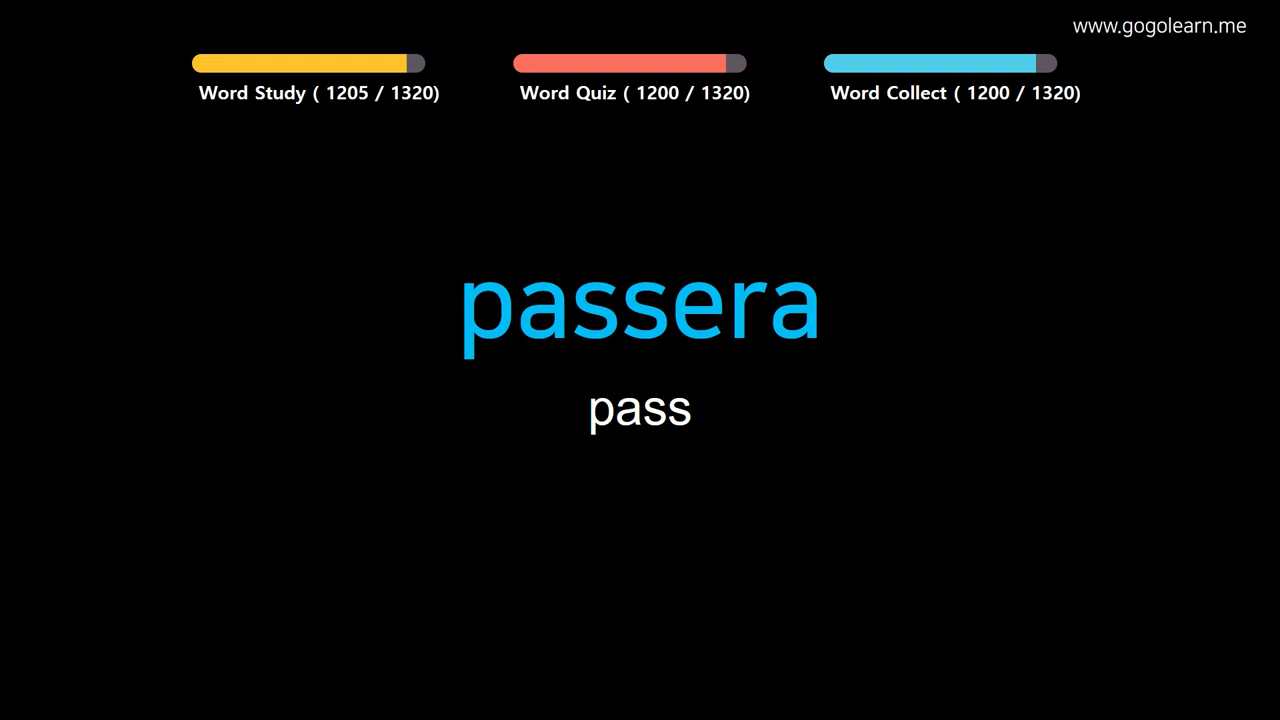 www.gogolearn.me
Word Study ( 1205 / 1320)
Word Quiz ( 1200 / 1320)
Word Collect ( 1200 / 1320)
passera
pass